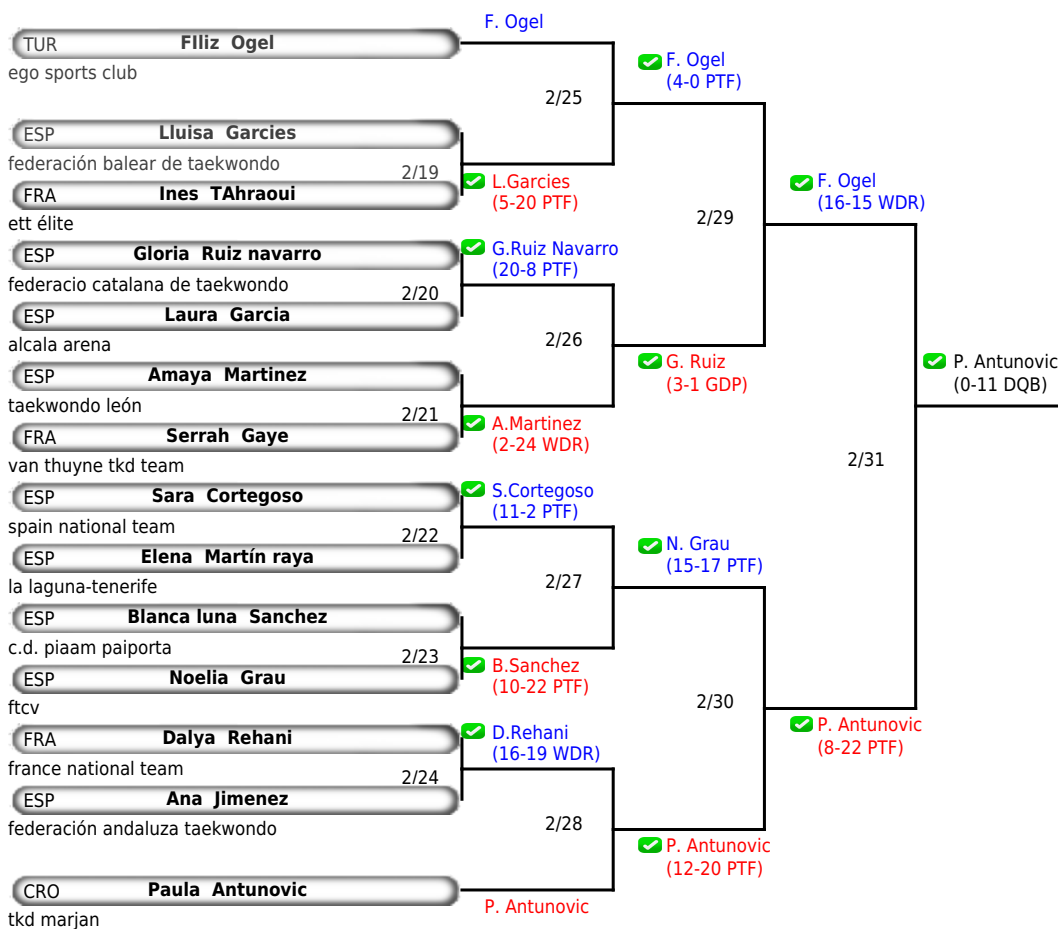 F. Ogel
TUR FIliz Ogel
ego sports club
F. Ogel
(4-0 PTF)
2/25
ESP Lluisa Garcies
federación balear de taekwondo
2/19
FRA Ines TAhraoui
ett élite
L.Garcies
(5-20 PTF)
F. Ogel
(16-15 WDR)
2/29
ESP Gloria Ruiz navarro
federacio catalana de taekwondo
G.Ruiz Navarro
(20-8 PTF)
2/20
ESP Laura Garcia
alcala arena
2/26
ESP Amaya Martinez
taekwondo león
G. Ruiz
(3-1 GDP)
P. Antunovic
(0-11 DQB)
2/21
FRA Serrah Gaye
van thuyne tkd team
A.Martinez
(2-24 WDR)
2/31
ESP Sara Cortegoso
spain national team
S.Cortegoso
(11-2 PTF)
2/22
ESP Elena Martín raya
la laguna-tenerife
N. Grau
(15-17 PTF)
2/27
ESP Blanca luna Sanchez
c.d. piaam paiporta
2/23
ESP Noelia Grau
ftcv
B.Sanchez
(10-22 PTF)
2/30
FRA Dalya Rehani
france national team
D.Rehani
(16-19 WDR)
P. Antunovic
(8-22 PTF)
2/24
ESP Ana Jimenez
federación andaluza taekwondo
2/28
P. Antunovic
(12-20 PTF)
CRO Paula Antunovic
tkd marjan
P. Antunovic